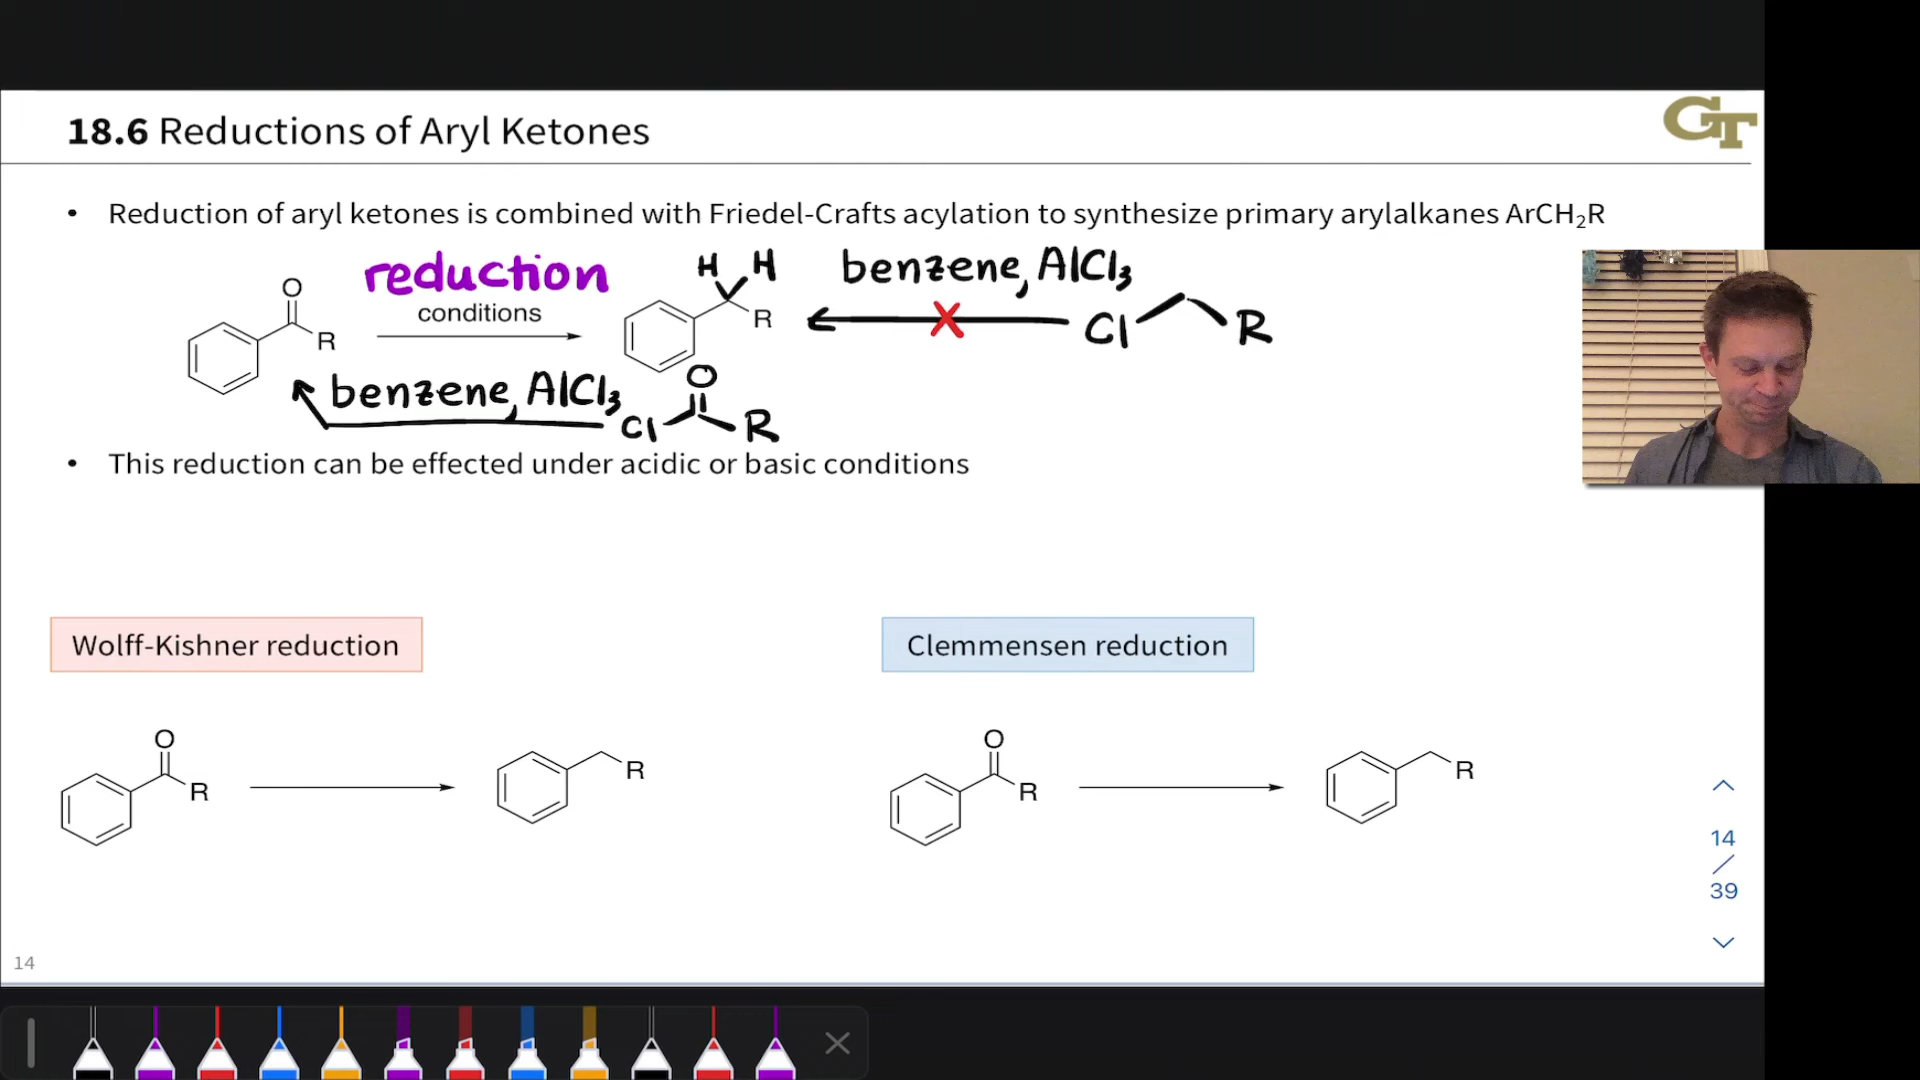 18.6 Reductions of Aryl Ketones
GT
• Reduction of aryl ketones is combined with Friedel-Crafts acylation to synthesize primary arylalkanes ArCH₂R
reduction
conditions
O
R
H H
R
benzene, AlCl₃
Cl R
benzene, AlCl₃
O
Cl R
• This reduction can be effected under acidic or basic conditions
Wolff-Kishner reduction
Clemmensen reduction
O
R
R
O
R
R
14
39
14